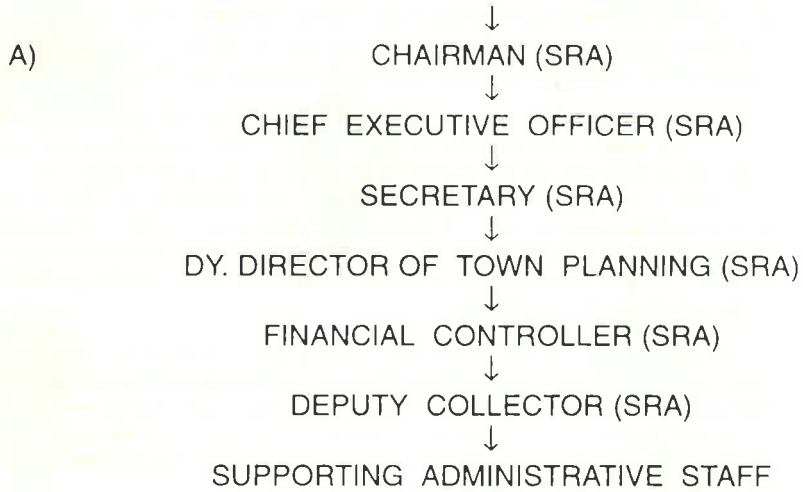 ↓
A) CHAIRMAN (SRA)
↓
CHIEF EXECUTIVE OFFICER (SRA)
↓
SECRETARY (SRA)
↓
DY. DIRECTOR OF TOWN PLANNING (SRA)
↓
FINANCIAL CONTROLLER (SRA)
↓
DEPUTY COLLECTOR (SRA)
↓
SUPPORTING ADMINISTRATIVE STAFF